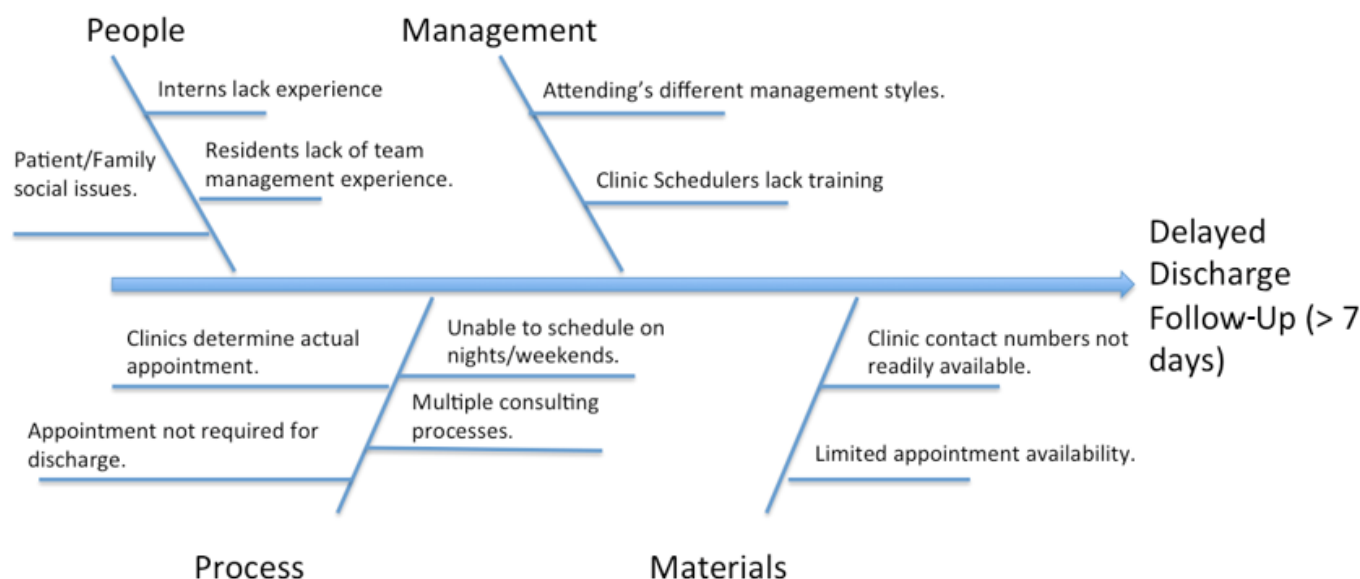 People
Management
Interns lack experience
Attending's different management styles.
Patient/Family
social issues.
Residents lack of team
management experience.
Clinic Schedulers lack training
Delayed
Discharge
Follow-Up (> 7
days)
Clinics determine actual
appointment.
Unable to schedule on
nights/weekends.
Clinic contact numbers not
readily available.
Appointment not required for
discharge.
Multiple consulting
processes.
Limited appointment availability.
Process
Materials